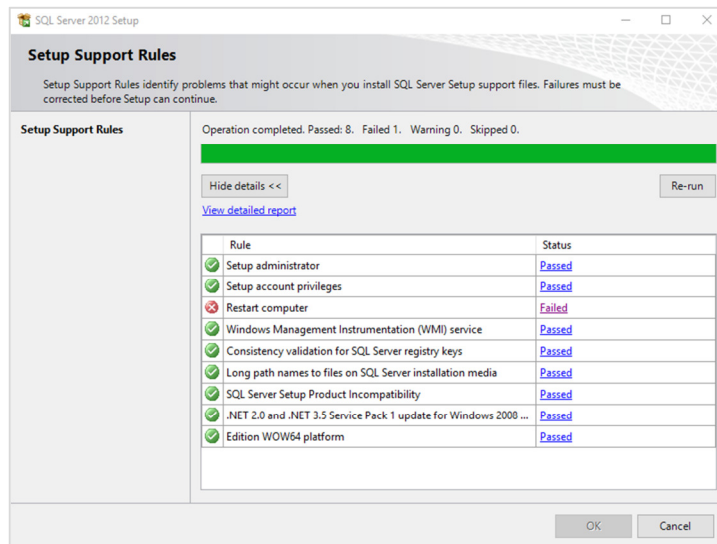 SQL Server 2012 Setup
Setup Support Rules
Setup Support Rules identify problems that might occur when you install SQL Server Setup support files. Failures must be
corrected before Setup can continue.
Setup Support Rules
Operation completed. Passed: 8. Failed 1. Warning 0. Skipped 0.
Hide details <<
Re-run
View detailed report
Rule Status
Setup administrator Passed
Setup account privileges Passed
Restart computer Failed
Windows Management Instrumentation (WMI) service Passed
Consistency validation for SQL Server registry keys Passed
Long path names to files on SQL Server installation media Passed
SQL Server Setup Product Incompatibility Passed
.NET 2.0 and .NET 3.5 Service Pack 1 update for Windows 2008 ... Passed
Edition WOW64 platform Passed
OK Cancel